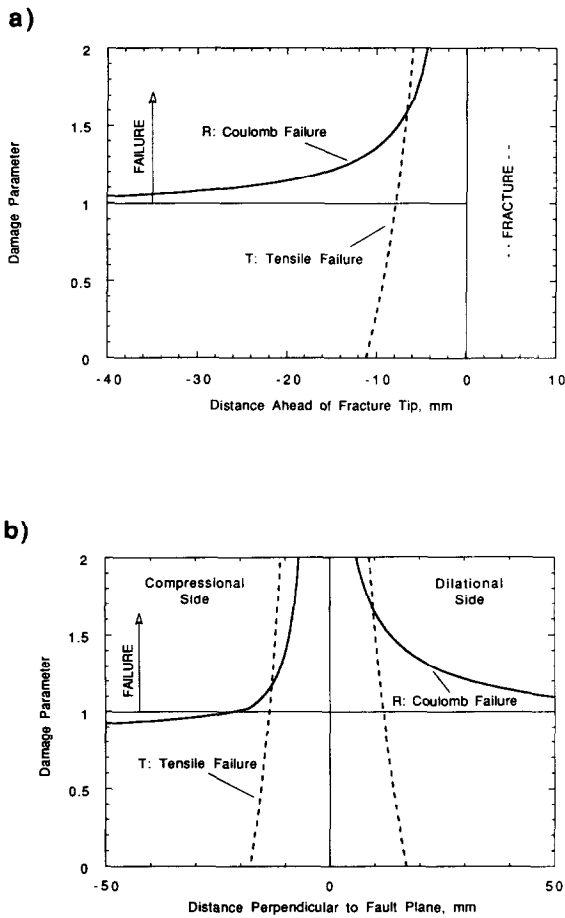 a)
2
1.5
1
0.5
0
Damage Parameter
FAILURE
R: Coulomb Failure
T: Tensile Failure
-- FRACTURE --
-40 -30 -20 -10 0 10
Distance Ahead of Fracture Tip, mm
b)
2
1.5
1
0.5
0
Damage Parameter
Compressional
Side
Dilational
Side
FAILURE
R: Coulomb Failure
T: Tensile Failure
-50 0 50
Distance Perpendicular to Fault Plane, mm